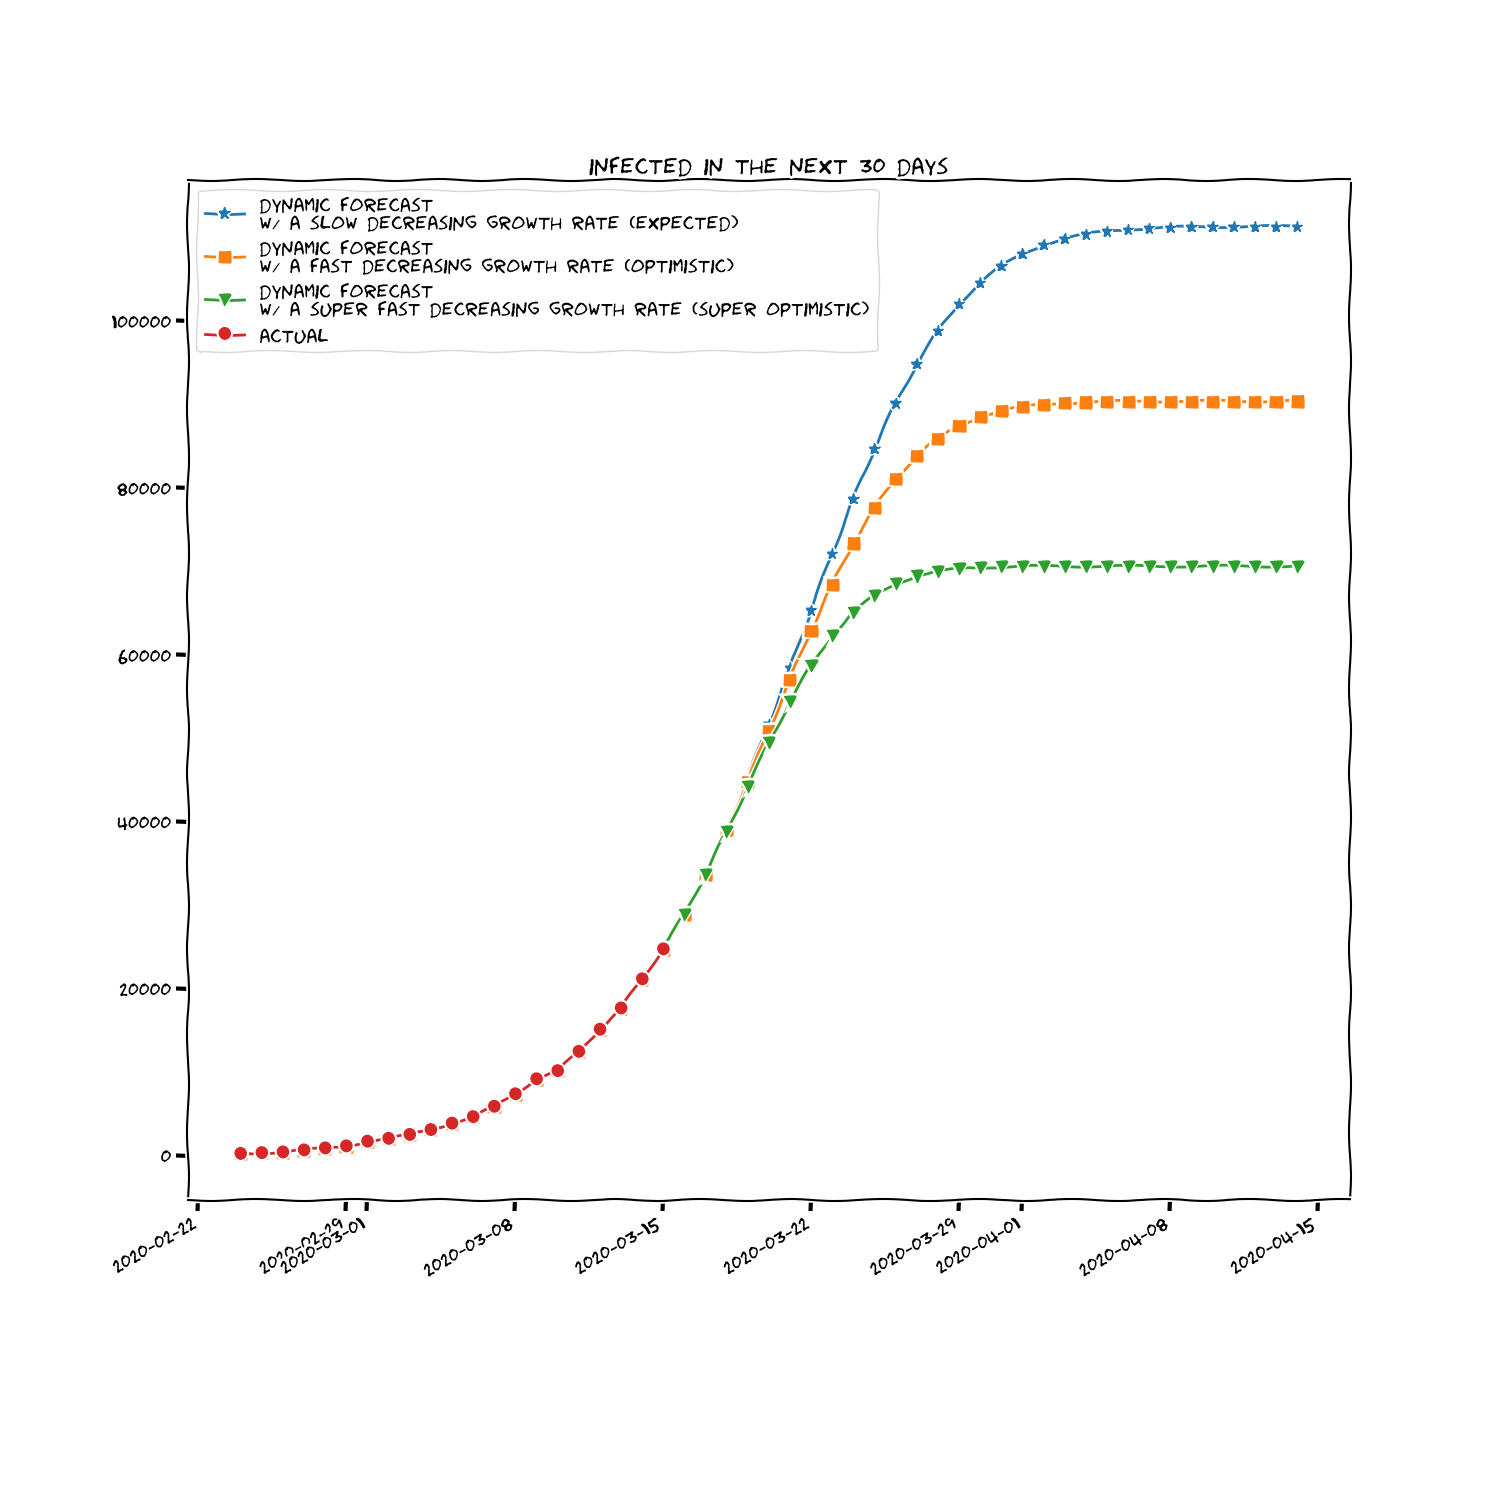 INFECTED IN THE NEXT 30 DAYS
DYNAMIC FORECAST
W/ A SLOW DECREASING GROWTH RATE (EXPECTED)
DYNAMIC FORECAST
W/ A FAST DECREASING GROWTH RATE (OPTIMISTIC)
DYNAMIC FORECAST
W/ A SUPER FAST DECREASING GROWTH RATE (SUPER OPTIMISTIC)
ACTUAL
100000
80000
60000
40000
20000
0
2020-02-22
2020-02-29
2020-03-01
2020-03-08
2020-03-15
2020-03-22
2020-03-29
2020-04-01
2020-04-08
2020-04-15